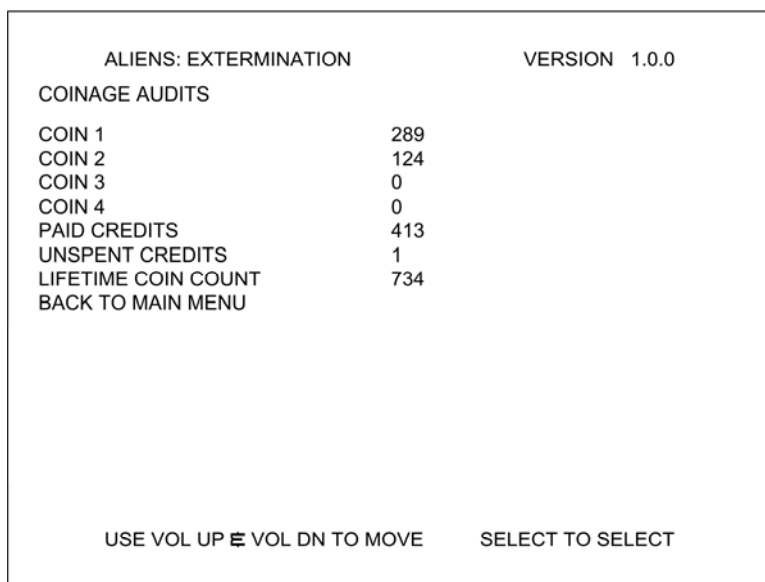 ALIENS: EXTERMINATION VERSION 1.0.0
COINAGE AUDITS
COIN 1 289
COIN 2 124
COIN 3 0
COIN 4 0
PAID CREDITS 413
UNSPENT CREDITS 1
LIFETIME COIN COUNT 734
BACK TO MAIN MENU
USE VOL UP & VOL DN TO MOVE SELECT TO SELECT